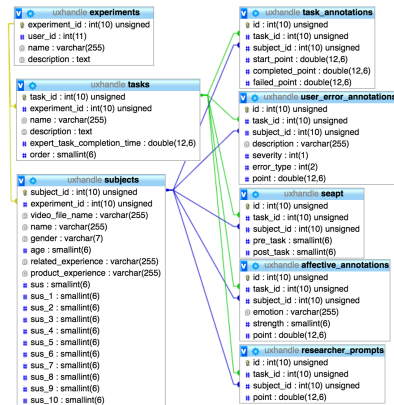 uxhandle experiments
experiment_id : int(10) unsigned
user_id : int(11)
name : varchar(255)
description : text
uxhandle tasks
task_id : int(10) unsigned
experiment_id : int(10) unsigned
name : varchar(255)
description : text
expert_task_completion_time : double(12,6)
order : smallint(6)
uxhandle subjects
subject_id : int(10) unsigned
experiment_id : int(10) unsigned
video_file_name : varchar(255)
name : varchar(255)
gender : varchar(7)
age : smallint(6)
related_experience : varchar(255)
product_experience : varchar(255)
sus : smallint(6)
sus_1 : smallint(6)
sus_2 : smallint(6)
sus_3 : smallint(6)
sus_4 : smallint(6)
sus_5 : smallint(6)
sus_6 : smallint(6)
sus_7 : smallint(6)
sus_8 : smallint(6)
sus_9 : smallint(6)
sus_10 : smallint(6)
uxhandle task_annotations
id : int(10) unsigned
task_id : int(10) unsigned
subject_id : int(10) unsigned
start_point : double(12,6)
completed_point : double(12,6)
failed_point : double(12,6)
uxhandle user_error_annotations
id : int(10) unsigned
task_id : int(10) unsigned
subject_id : int(10) unsigned
description : varchar(255)
severity : int(1)
error_type : int(2)
point : double(12,6)
uxhandle seapt
id : int(10) unsigned
task_id : int(10) unsigned
subject_id : int(10) unsigned
pre_task : smallint(6)
post_task : smallint(6)
uxhandle affective_annotations
id : int(10) unsigned
task_id : int(10) unsigned
subject_id : int(10) unsigned
emotion : varchar(255)
strength : smallint(6)
point : double(12,6)
uxhandle researcher_prompts
id : int(10) unsigned
task_id : int(10) unsigned
subject_id : int(10) unsigned
point : double(12,6)